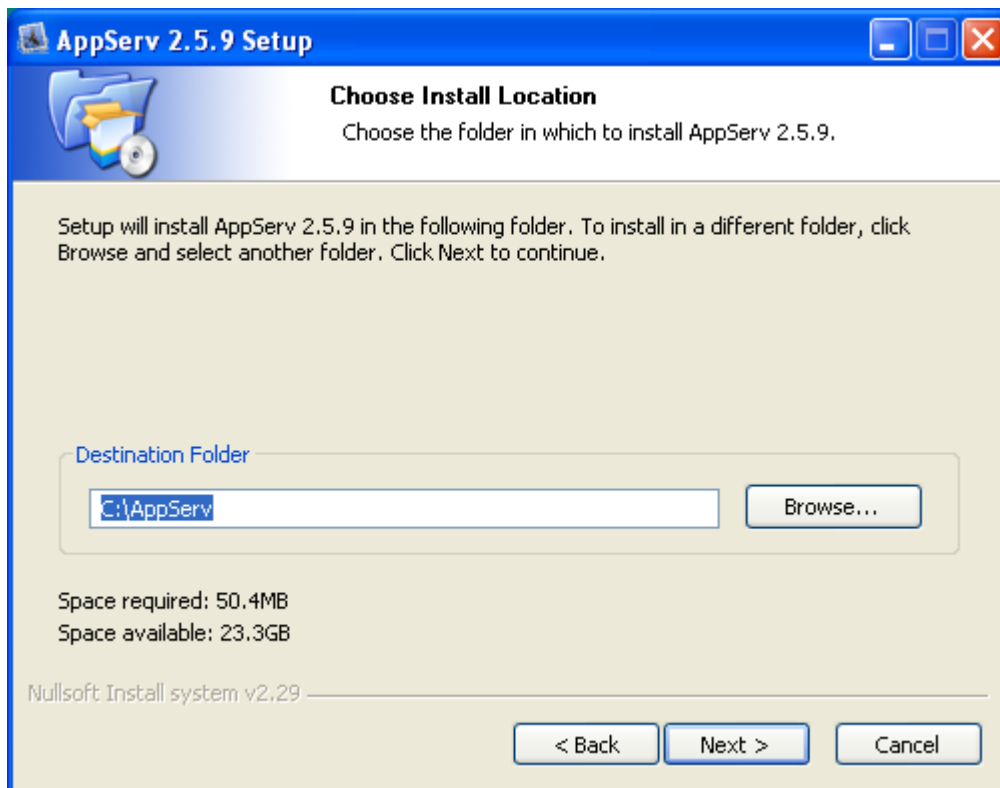 AppServ 2.5.9 Setup
Choose Install Location
Choose the folder in which to install AppServ 2.5.9.
Setup will install AppServ 2.5.9 in the following folder. To install in a different folder, click
Browse and select another folder. Click Next to continue.
Destination Folder
C:\AppServ
Browse...
Space required: 50.4MB
Space available: 23.3GB
Nullsoft Install system v2.29
< Back
Next >
Cancel